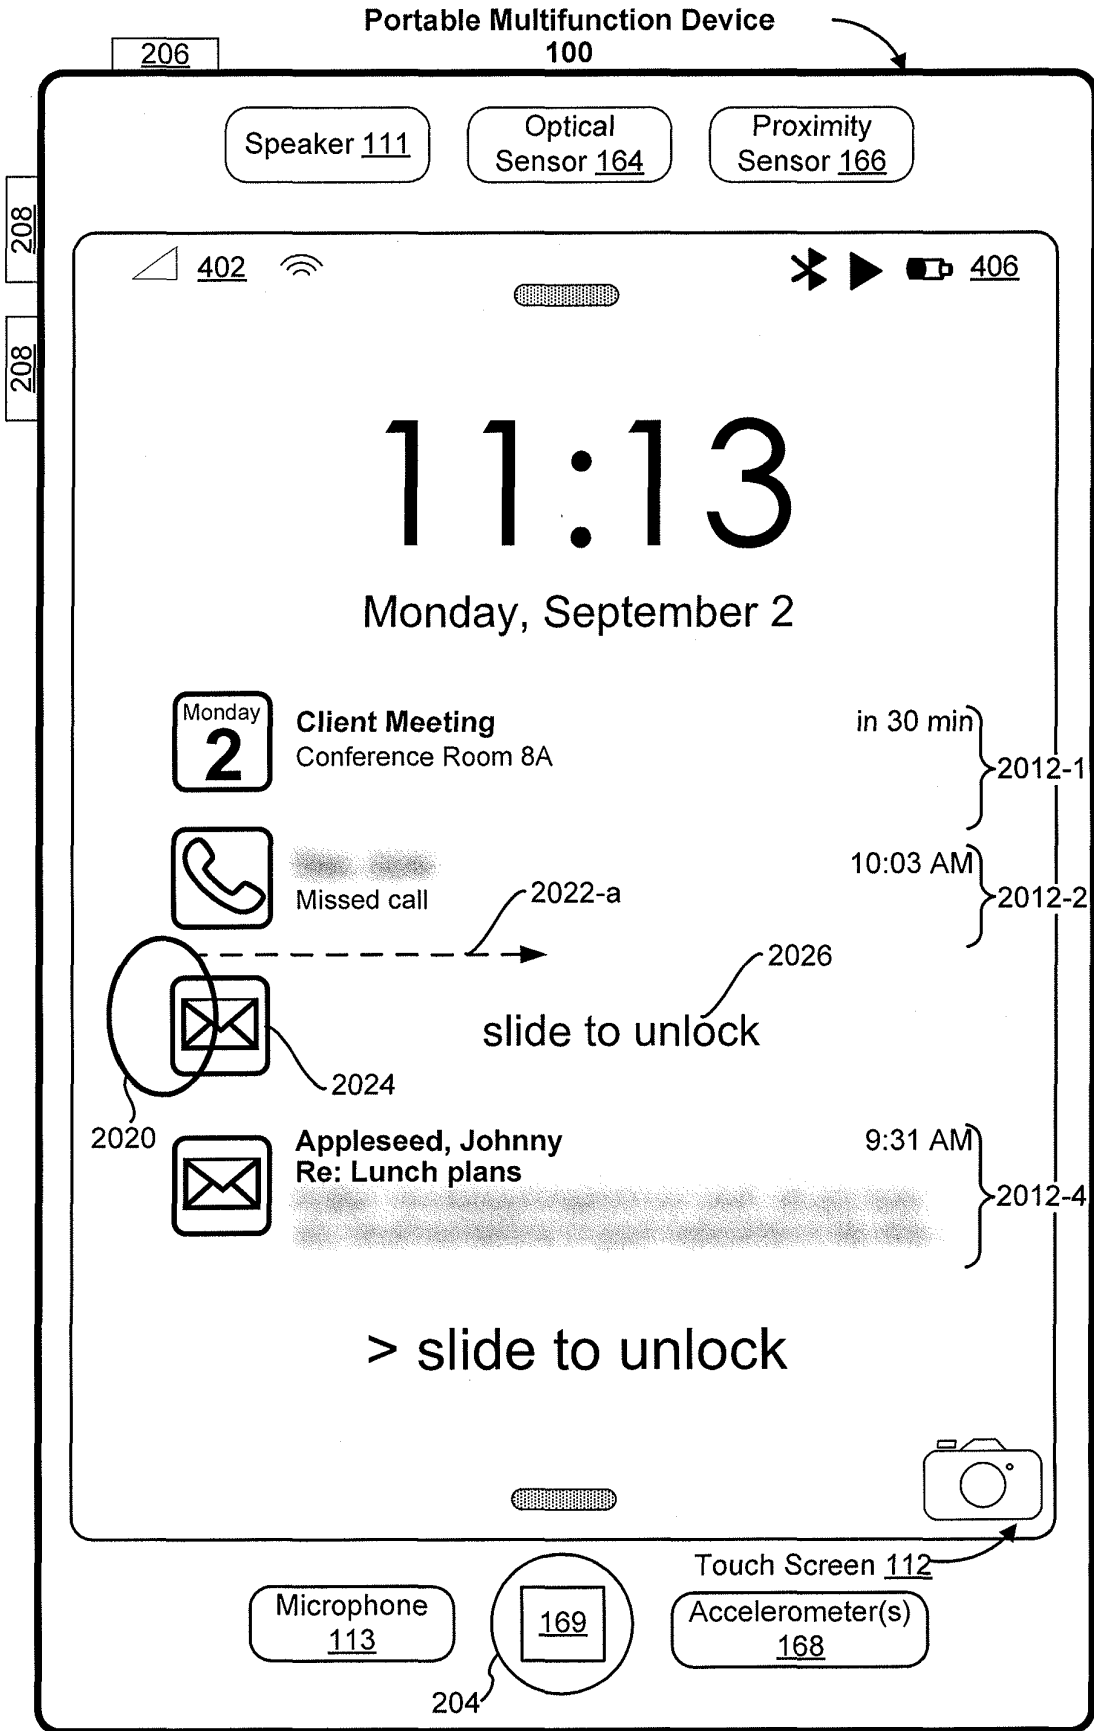 Portable Multifunction Device
100
206
Speaker 111
Optical
Sensor 164
Proximity
Sensor 166
208
208
402
406
11:13
Monday, September 2
Monday
2
Client Meeting
Conference Room 8A
in 30 min
2012-1
Missed call
10:03 AM
2012-2
2022-a
2026
slide to unlock
2024
2020
Appleseed, Johnny
Re: Lunch plans
9:31 AM
2012-4
> slide to unlock
Touch Screen 112
Microphone
113
169
Accelerometer(s)
168
204